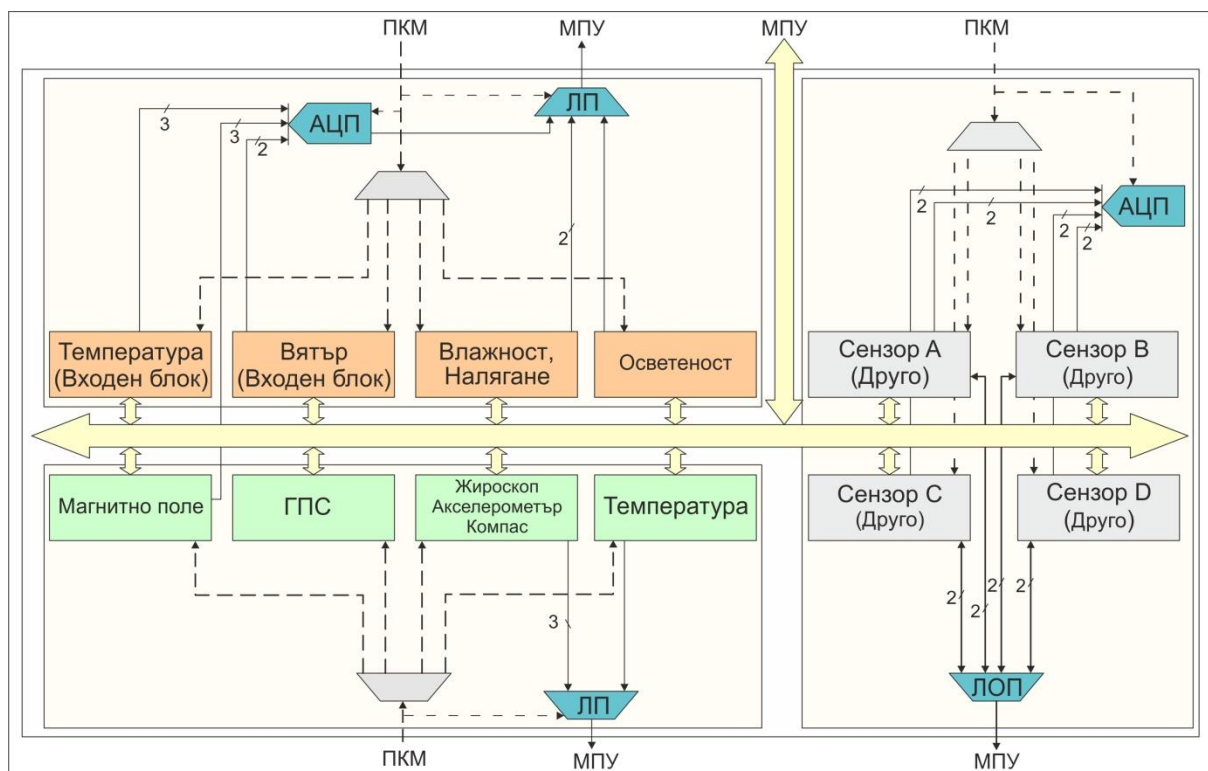 ПКМ
МПУ
МПУ
ПКМ
ЛП
АЦП
3
3
2
2
АЦП
2
2
2
2
Температура
(Входен блок)
Вятър
(Входен блок)
Влажност,
Налягане
Осветеност
Сензор A
(Друго)
Сензор B
(Друго)
Магнитно поле
ГПС
Жироскоп
Акселерометър
Компас
Температура
Сензор C
(Друго)
Сензор D
(Друго)
3
2
2
2
2
ЛП
ЛОП
ПКМ
МПУ
МПУ